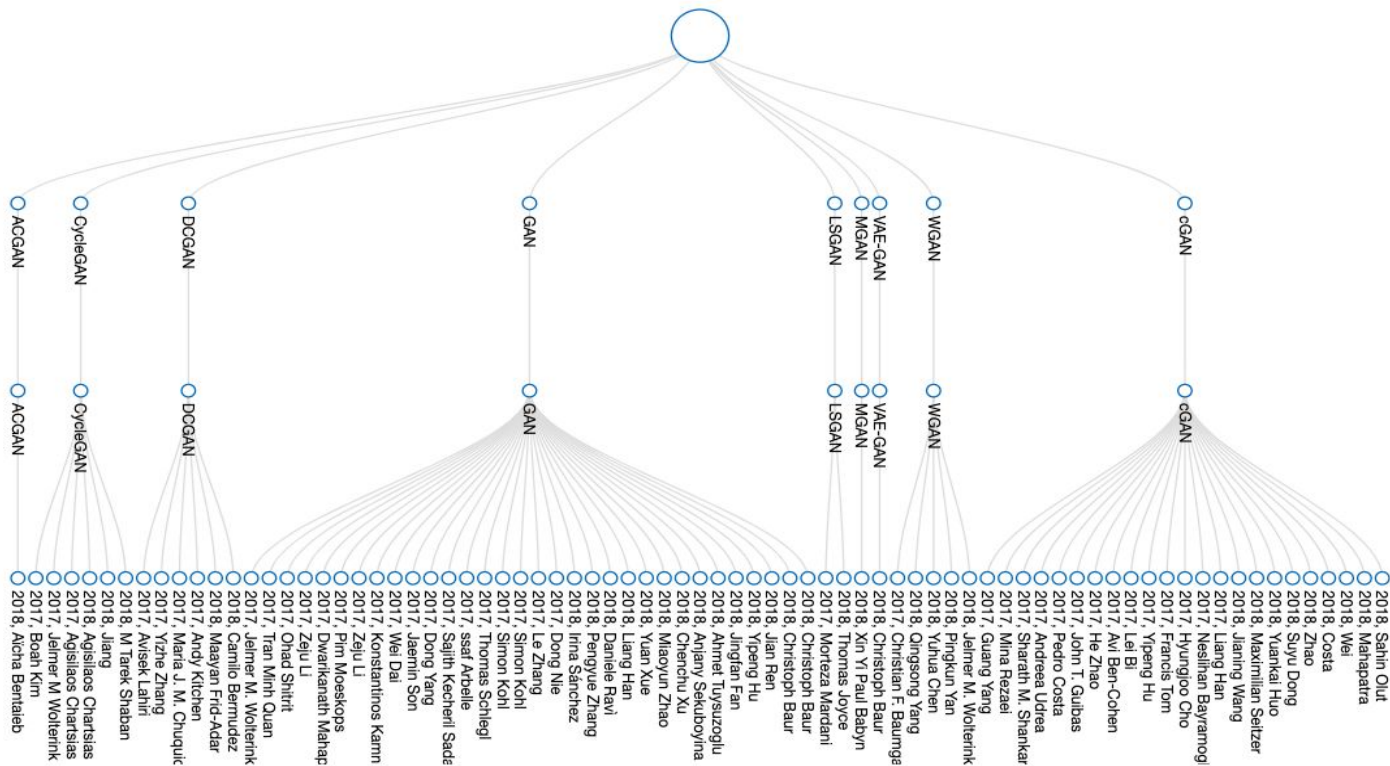 ACGAN
CycleGAN
DCGAN
GAN
LSGAN
MGAN
VAE-GAN
WGAN
cGAN
ACGAN
CycleGAN
DCGAN
GAN
LSGAN
MGAN
VAE-GAN
WGAN
cGAN
2018, Aicha Bentaieb
2017, Boah Kim
2017, Jelmer M Wolterink
2017, Agisilaos Chartsias
2018, Agisilaos Chartsias
2018, Jiang
2018, M Tarek Shaban
2017, Avisek Lahiri
2017, Yizhe Zhang
2017, Maria J. M. Chuquic
2017, Andy Kitchen
2018, Maayan Frid-Adar
2018, Camilo Bermudez
2017, Jelmer M. Wolterink
2017, Tran Minh Quan
2017, Ohad Shitrit
2017, Zeju Li
2017, Dwarikanath Mahap
2017, Pim Moeskops
2017, Zeju Li
2017, Konstantinos Kamn
2017, Wei Dai
2017, Jaemin Son
2017, Dong Yang
2017, Sajith Kecheril Sada
2017, ssaf Arbelle
2017, Thomas Schlegl
2017, Simon Kohl
2017, Simon Kohl
2017, Le Zhang
2017, Dong Nie
2018, Irina Sánchez
2018, Pengyue Zhang
2018, Daniele Ravì
2018, Liang Han
2018, Yuan Xue
2018, Miaoyun Zhao
2018, Chenchu Xu
2018, Anjany Sekuboyina
2018, Ahmet Tuysuzoglu
2018, Jingfan Fan
2018, Yipeng Hu
2018, Jian Ren
2018, Christoph Baur
2018, Christoph Baur
2017, Morteza Mardani
2018, Thomas Joyce
2018, Xin Yi Paul Babyn
2018, Christoph Baur
2017, Christian F. Baumga
2018, Qingsong Yang
2018, Yuhua Chen
2018, Pingkun Yan
2018, Jelmer M. Wolterink
2017, Guang Yang
2017, Mina Rezaei
2017, Sharath M. Shankar
2017, Andreea Udrea
2017, Pedro Costa
2017, John T. Guibas
2017, He Zhao
2017, Avi Ben-Cohen
2017, Lei Bi
2017, Yipeng Hu
2017, Francis Tom
2017, Hyungjoo Cho
2017, Neslihan Bayramogl
2017, Liang Han
2018, Jianing Wang
2018, Maximilian Seitzer
2018, Yuankai Huo
2018, Suyu Dong
2018, Zhao
2018, Costa
2018, Wei
2018, Mahapatra
2018, Sahin Olut